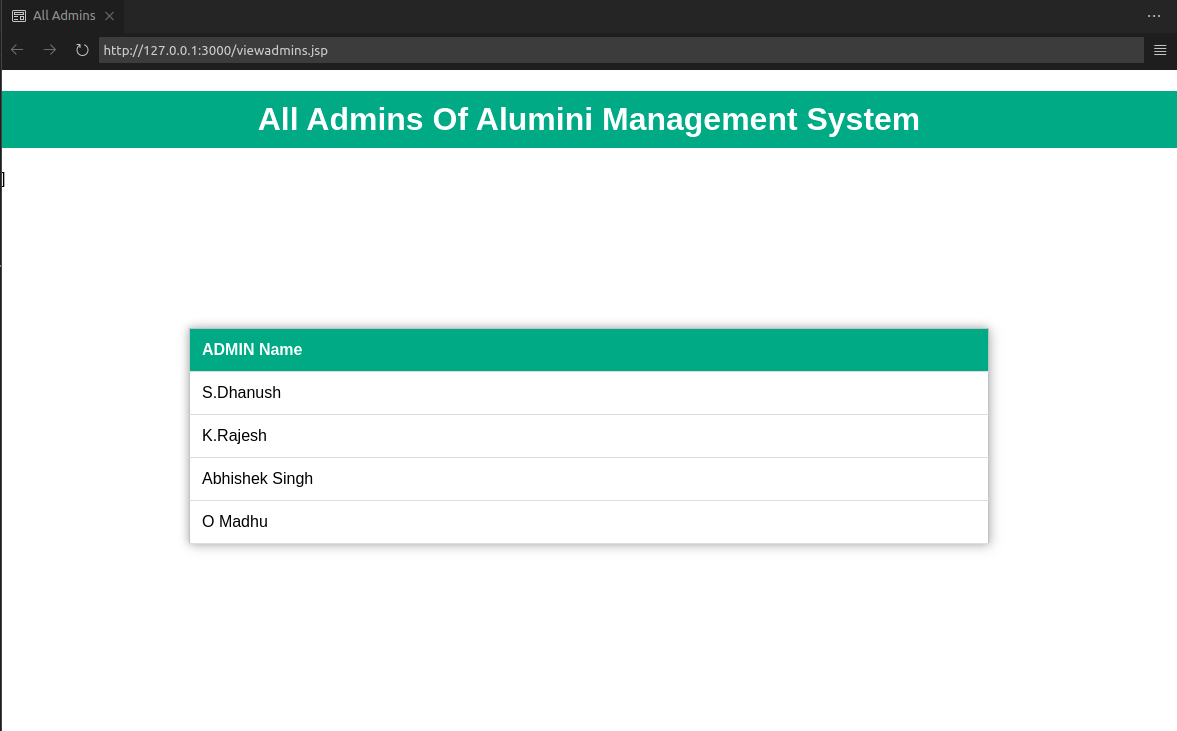 All Admins
http://127.0.0.1:3000/viewadmins.jsp
All Admins Of Alumini Management System
]
ADMIN Name
S.Dhanush
K.Rajesh
Abhishek Singh
O Madhu